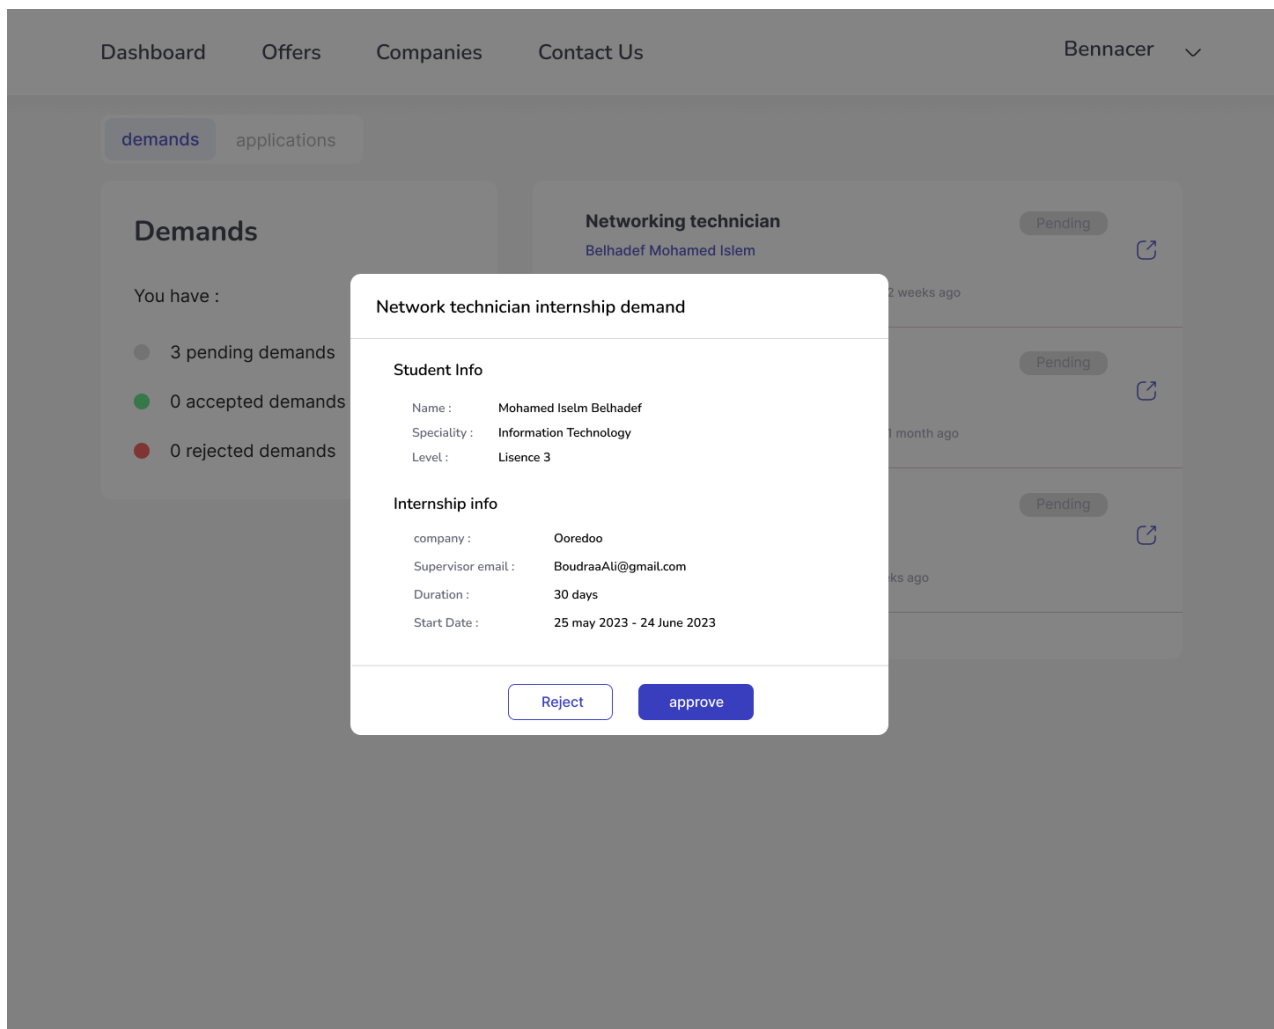 Dashboard Offers Companies Contact Us Bennacer
demands applications
Demands
You have :
3 pending demands
0 accepted demands
0 rejected demands
Networking technician Pending
Belhadef Mohamed Islem
2 weeks ago
Pending
1 month ago
Pending
ago
Network technician internship demand
Student Info
Name : Mohamed Iselm Belhadef
Speciality : Information Technology
Level : Lisence 3
Internship info
company : Ooredoo
Supervisor email : BoudraaAli@gmail.com
Duration : 30 days
Start Date : 25 may 2023 - 24 June 2023
Reject approve